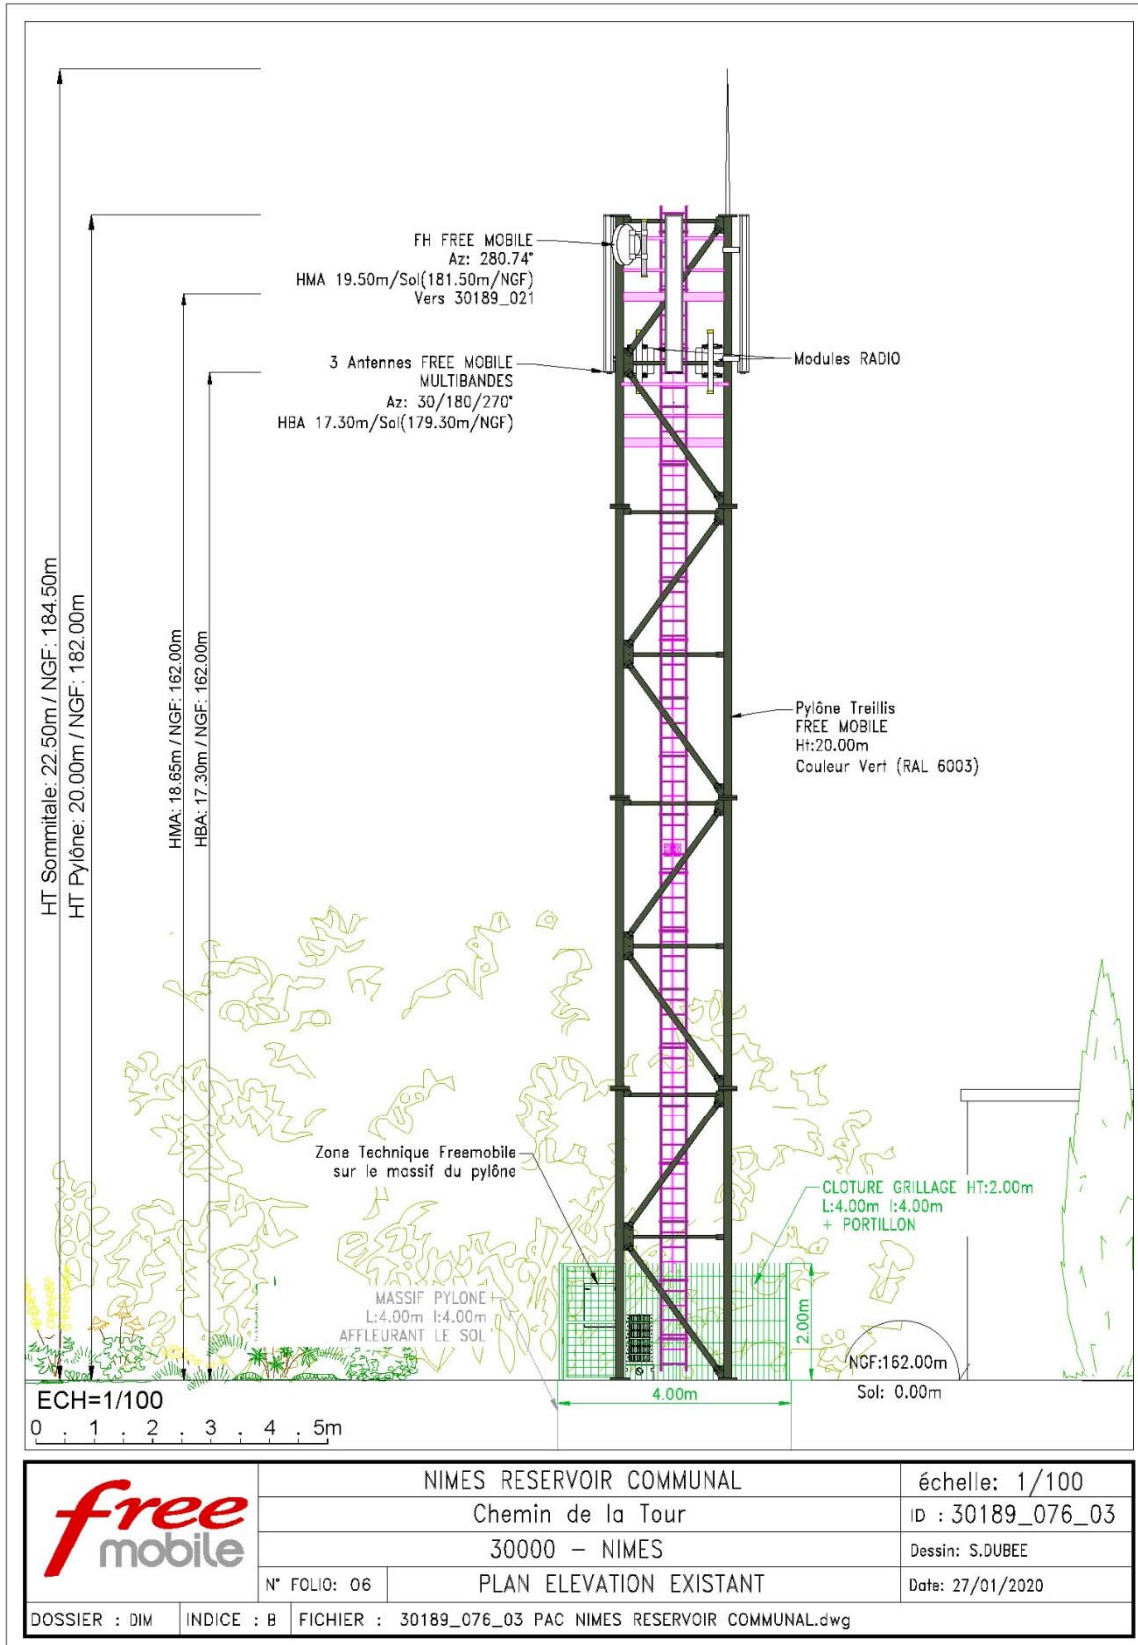 FH FREE MOBILE
Az: 280.74°
HMA 19.50m/Sol(181.50m/NGF)
Vers 30189_021
3 Antennes FREE MOBILE
MULTIBANDES
Az: 30/180/270°
HBA 17.30m/Sol(179.30m/NGF)
Modules RADIO
HT Sommitale: 22.50m / NGF: 184.50m
HT Pylône: 20.00m / NGF: 182.00m
HMA: 18.65m / NGF: 162.00m
HBA: 17.30m / NGF: 162.00m
Pylône Treillis
FREE MOBILE
Ht:20.00m
Couleur Vert (RAL 6003)
Zone Technique Freemobile
sur le massif du pylône
CLOTURE GRILLAGE HT:2.00m
L:4.00m l:4.00m
+ PORTILLON
MASSIF PYLONE
L:4.00m l:4.00m
AFFLEURANT LE SOL
2.00m
4.00m
NGF:162.00m
Sol: 0.00m
ECH=1/100
0 . 1 . 2 . 3 . 4 . 5m
free
mobile
NIMES RESERVOIR COMMUNAL
Chemin de la Tour
30000 - NIMES
N° FOLIO: 06
PLAN ELEVATION EXISTANT
échelle: 1/100
ID : 30189_076_03
Dessin: S.DUBEE
Date: 27/01/2020
DOSSIER : DIM
INDICE : B
FICHIER : 30189_076_03 PAC NIMES RESERVOIR COMMUNAL.dwg